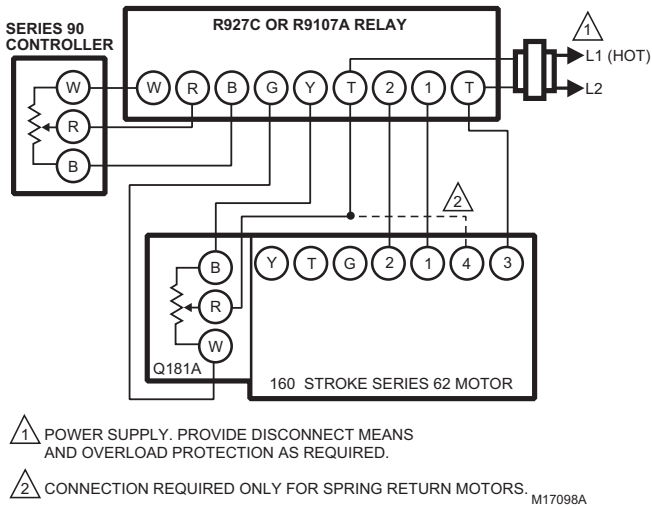 R927C OR R9107A RELAY
SERIES 90
CONTROLLER
1
L1 (HOT)
L2
W
R
B
W R B G Y T 2 1 T
2
B
R
W
Y T G 2 1 4 3
Q181A
160 STROKE SERIES 62 MOTOR
1 POWER SUPPLY. PROVIDE DISCONNECT MEANS
AND OVERLOAD PROTECTION AS REQUIRED.
2 CONNECTION REQUIRED ONLY FOR SPRING RETURN MOTORS.
M17098A